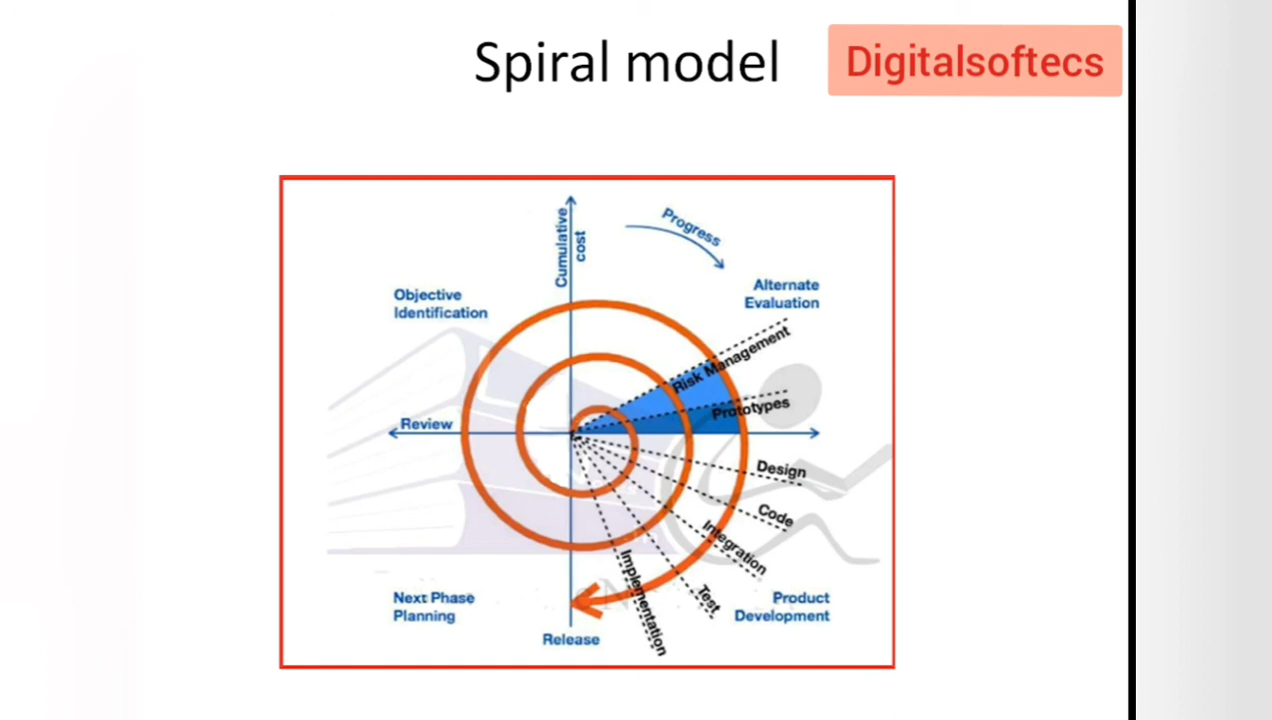 Spiral model
Digitalsoftecs
Cumulative
cost
Progress
Objective
Identification
Alternate
Evaluation
Risk Management
Prototypes
Review
Design
Code
Integration
Test
Implementation
Next Phase
Planning
Product
Development
Release